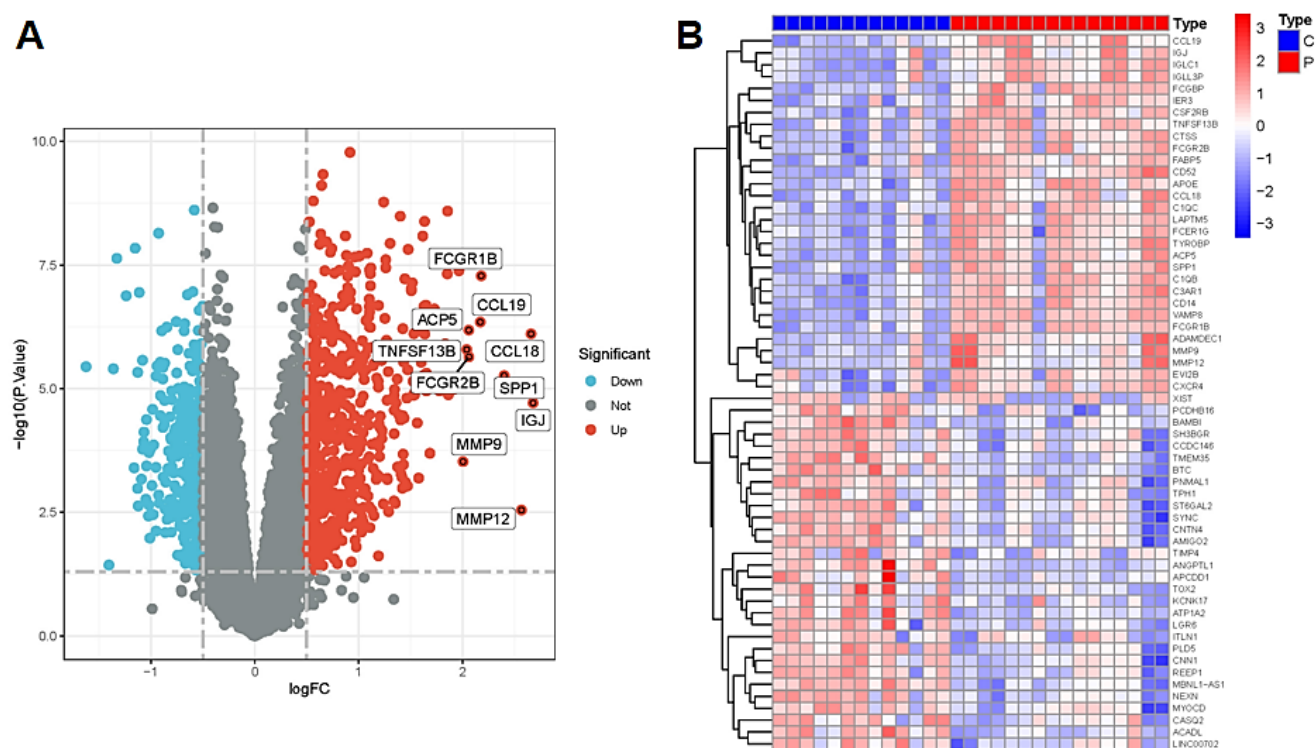 A
10.0
7.5
5.0
2.5
0.0
-log10(P.Value)
-1
0
1
2
logFC
FCGR1B
CCL19
ACP5
TNFSF13B
CCL18
FCGR2B
SPP1
IGJ
MMP9
MMP12
Significant
Down
Not
Up
B
Type
CCL19
IGJ
IGLC1
IGLL3P
FCGBP
IER3
CSF2RB
TNFSF13B
CTSS
FCGR2B
FABP5
CD52
APOE
CCL18
C1QC
LAPTM5
FCER1G
TYROBP
ACP5
SPP1
C1QB
C3AR1
CD14
VAMP8
FCGR1B
ADAMDEC1
MMP9
MMP12
EVI2B
CXCR4
XIST
PCDHB16
BAMBI
SH3BGR
CCDC146
TMEM35
BTC
PNMAL1
TPH1
ST6GAL2
SYNC
CNTN4
AMIGO2
TIMP4
ANGPTL1
APCDD1
TOX2
KCNK17
ATP1A2
LGR6
ITLN1
PLD5
CNN1
REEP1
MBNL1-AS1
NEXN
MYOCD
CASQ2
ACADL
LINC00702
3
2
1
0
-1
-2
-3
Type
C
P